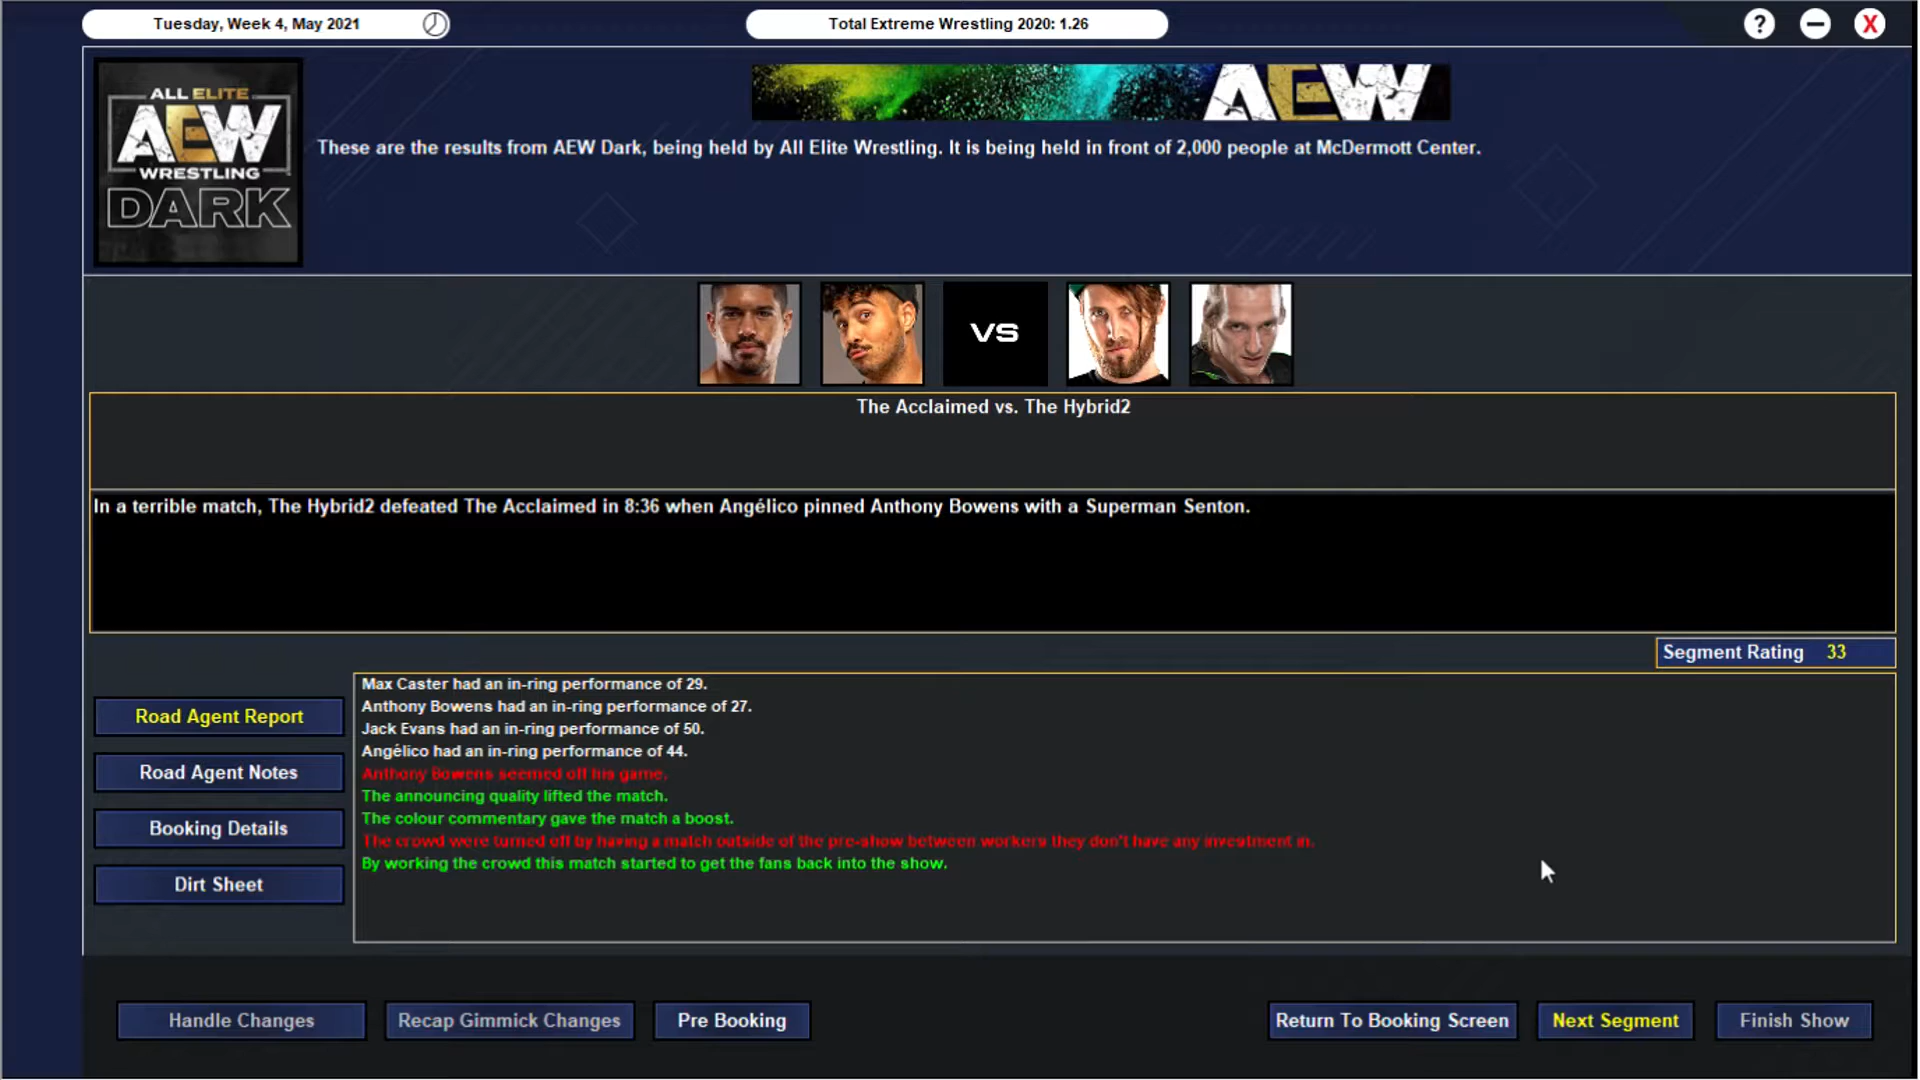 Tuesday, Week 4, May 2021
Total Extreme Wrestling 2020: 1.26
?
X
ALL ELITE
AEW
WRESTLING
DARK
AEW
These are the results from AEW Dark, being held by All Elite Wrestling. It is being held in front of 2,000 people at McDermott Center.
VS
The Acclaimed vs. The Hybrid2
In a terrible match, The Hybrid2 defeated The Acclaimed in 8:36 when Angélico pinned Anthony Bowens with a Superman Senton.
Segment Rating 33
Max Caster had an in-ring performance of 29.
Anthony Bowens had an in-ring performance of 27.
Jack Evans had an in-ring performance of 50.
Angélico had an in-ring performance of 44.
Anthony Bowens seemed off his game.
The announcing quality lifted the match.
The colour commentary gave the match a boost.
The crowd were turned off by having a match outside of the pre-show between workers they don't have any investment in.
By working the crowd this match started to get the fans back into the show.
Road Agent Report
Road Agent Notes
Booking Details
Dirt Sheet
Handle Changes
Recap Gimmick Changes
Pre Booking
Return To Booking Screen
Next Segment
Finish Show